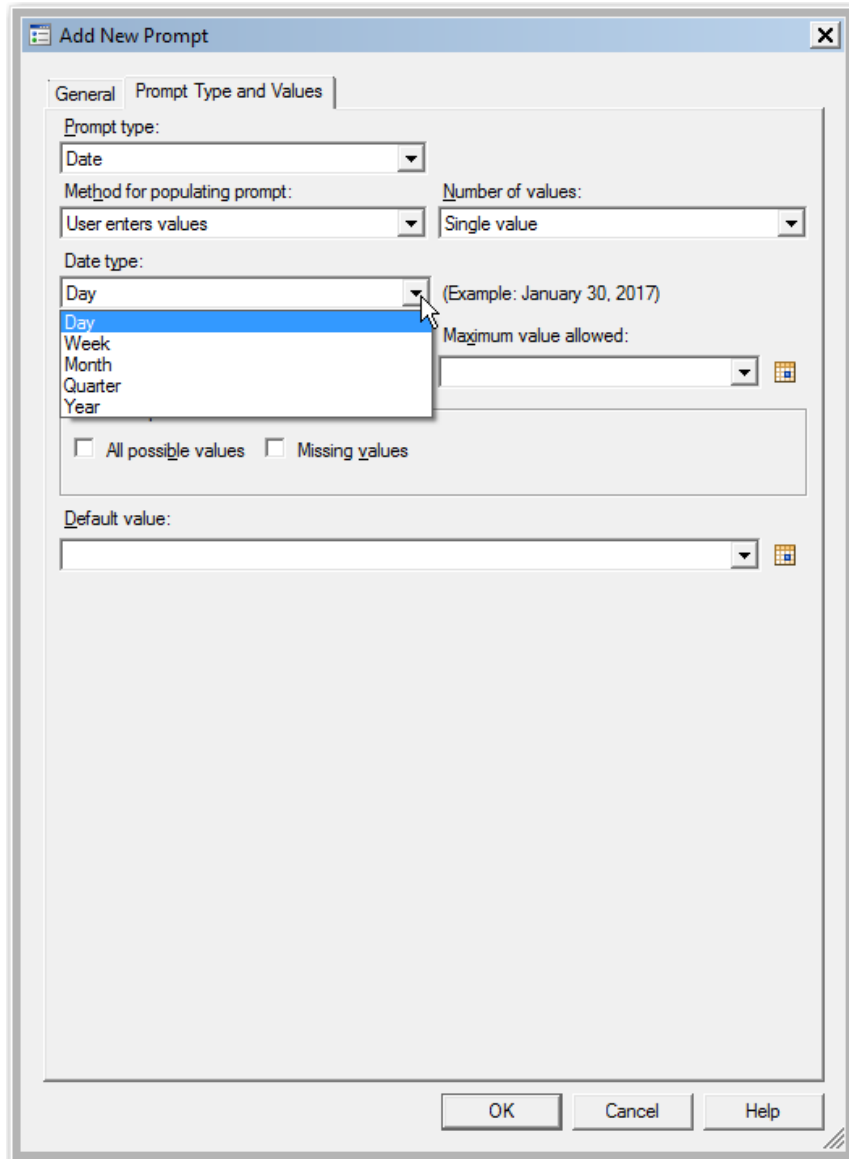 Add New Prompt
General Prompt Type and Values
Prompt type:
Date
Method for populating prompt: Number of values:
User enters values Single value
Date type:
Day (Example: January 30, 2017)
Day
Week
Maximum value allowed:
Month
Quarter
Year
All possible values Missing values
Default value:
OK Cancel Help